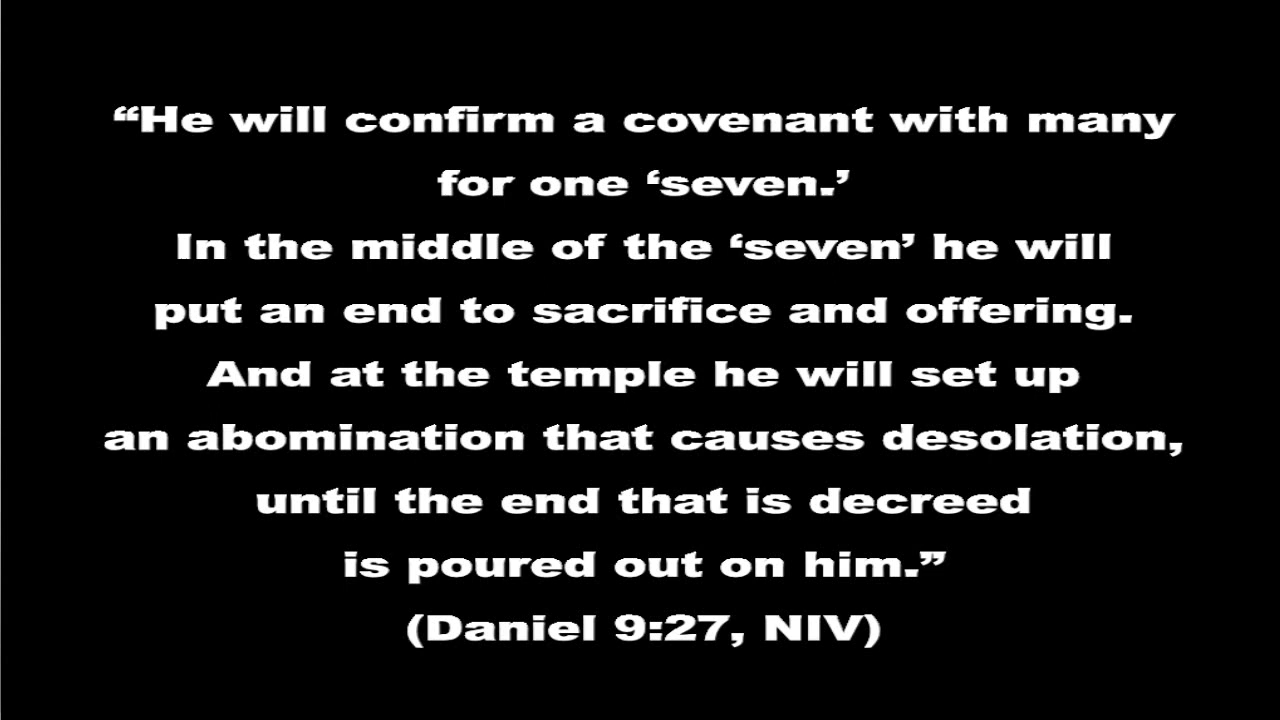 “He will confirm a covenant with many
for one ‘seven.’
In the middle of the ‘seven’ he will
put an end to sacrifice and offering.
And at the temple he will set up
an abomination that causes desolation,
until the end that is decreed
is poured out on him.”
(Daniel 9:27, NIV)